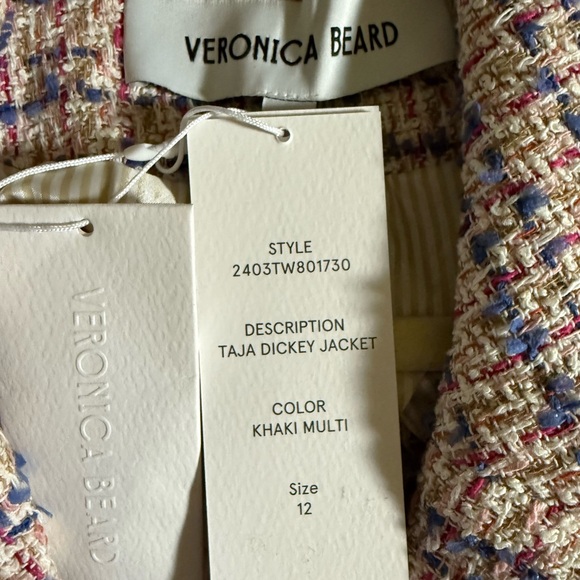 VERONICA BEARD
STYLE
2403TW801730
DESCRIPTION
TAJA DICKEY JACKET
COLOR
KHAKI MULTI
Size
12
VERONICA BEARD